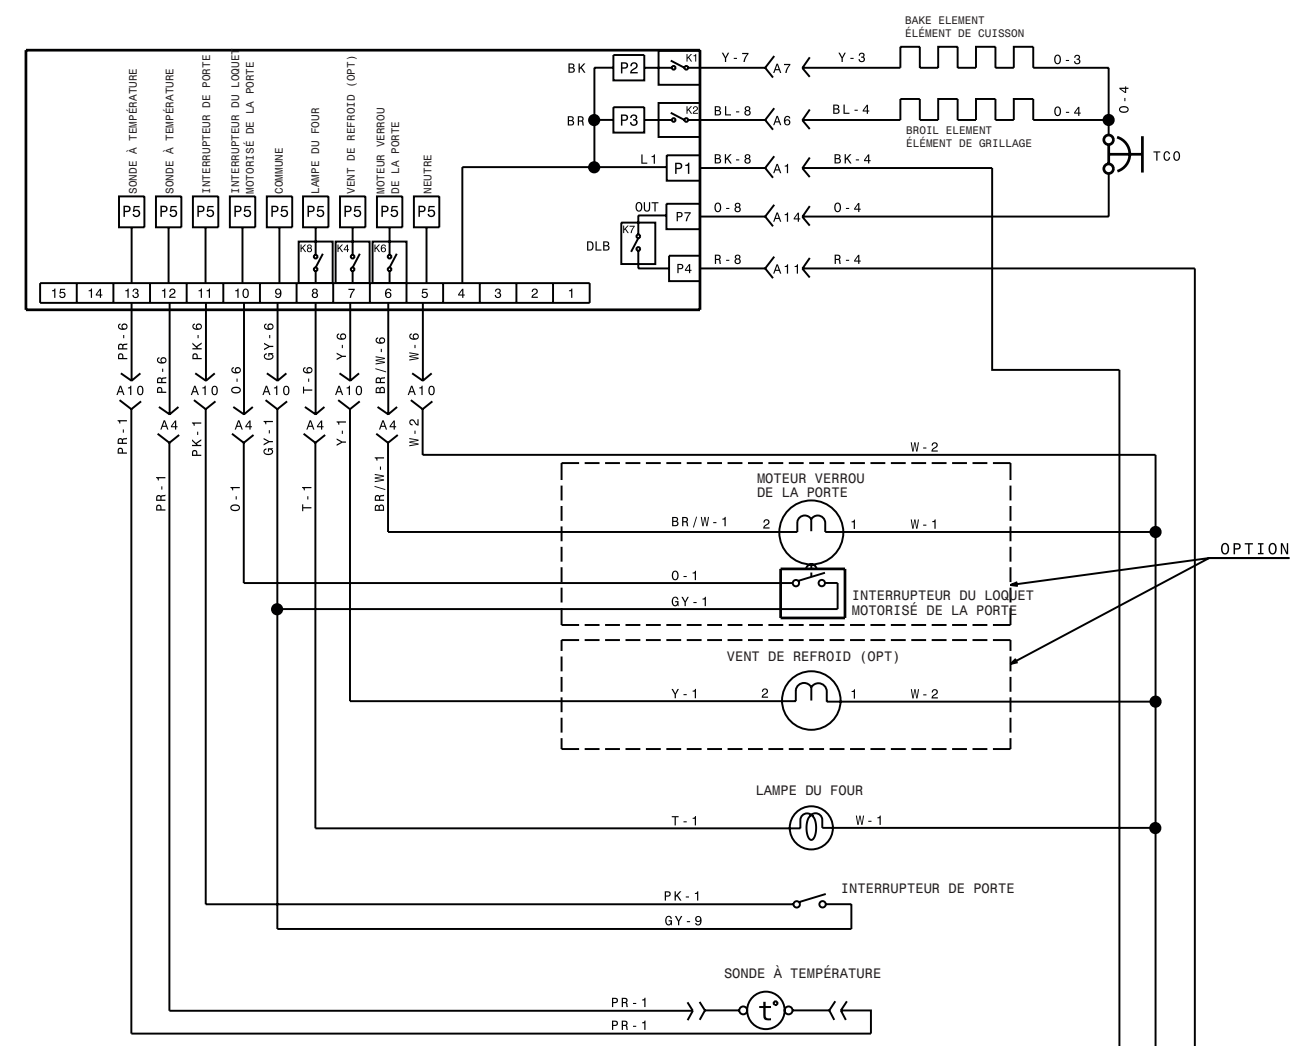 BAKE ELEMENT
ÉLÉMENT DE CUISSON
BK
P2
K1
Y-7
A7
Y-3
O-3
O-4
BR
P3
K2
BL-8
A6
BL-4
O-4
BROIL ELEMENT
ÉLÉMENT DE GRILLAGE
TCO
L1
P1
BK-8
A1
BK-4
OUT
P7
O-8
A14
O-4
K7
DLB
P4
R-8
A11
R-4
SONDE À TEMPÉRATURE
SONDE À TEMPÉRATURE
INTERRUPTEUR DE PORTE
INTERRUPTEUR DU LOQUET
MOTORISÉ DE LA PORTE
COMMUNE
LAMPE DU FOUR
VENT DE REFROID (OPT)
MOTEUR VERROU
DE LA PORTE
NEUTRE
P5 P5 P5 P5 P5 P5 P5 P5 P5
K8 K4 K6
15 14 13 12 11 10 9 8 7 6 5 4 3 2 1
PR-6
PR-6
PK-6
O-6
GY-6
T-6
Y-6
BR/W-6
W-6
A10 A10 A10 A10 A10
A4 A4 A4 A4
PR-1
PR-1
PK-1
O-1
GY-1
T-1
Y-1
BR/W-1
W-2
W-2
MOTEUR VERROU
DE LA PORTE
BR/W-1 2 1 W-1
OPTION
O-1
GY-1
INTERRUPTEUR DU LOQUET
MOTORISÉ DE LA PORTE
VENT DE REFROID (OPT)
Y-1 2 1 W-2
LAMPE DU FOUR
T-1 W-1
PK-1
INTERRUPTEUR DE PORTE
GY-9
SONDE À TEMPÉRATURE
PR-1
t°
PR-1